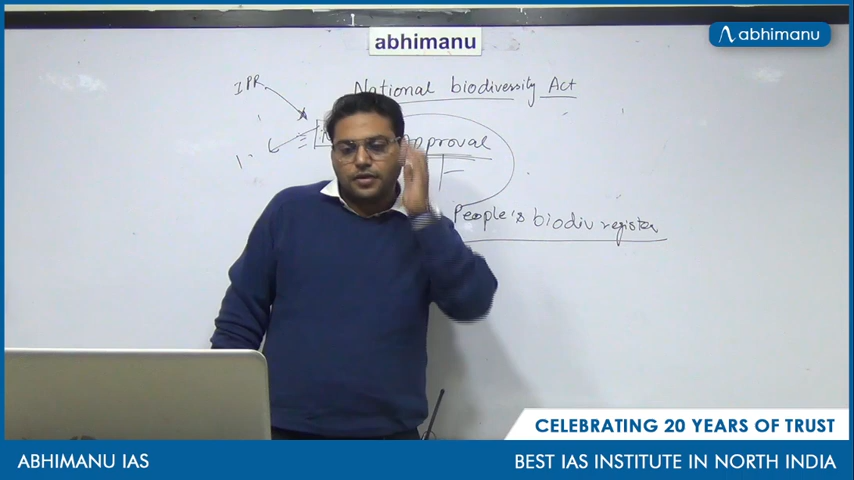 abhimanu
abhimanu
National biodiversity Act
IPR
Approval
People's biodiv register
CELEBRATING 20 YEARS OF TRUST
ABHIMANU IAS
BEST IAS INSTITUTE IN NORTH INDIA